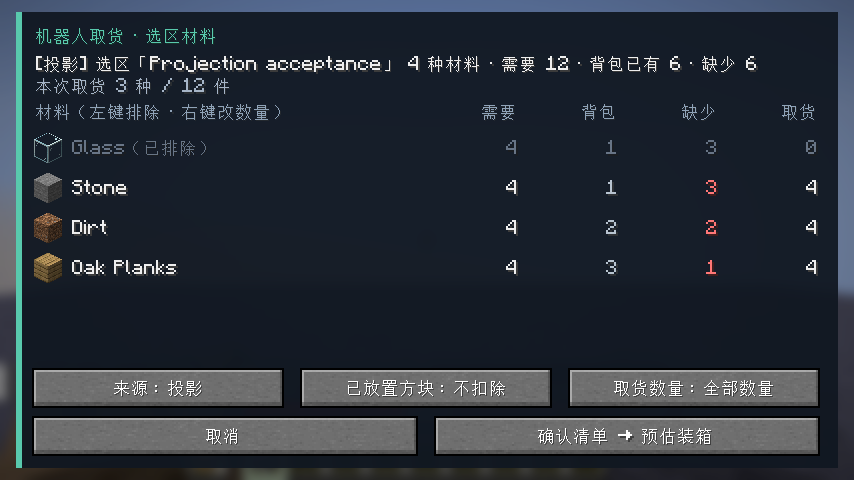 机器人取货 · 选区材料
[投影] 选区「Projection acceptance」 4 种材料 · 需要 12 · 背包已有 6 · 缺少 6
本次取货 3 种 / 12 件
材料（左键排除 · 右键改数量） 需要 背包 缺少 取货
Glass（已排除） 4 1 3 0
Stone 4 1 3 4
Dirt 4 2 2 4
Oak Planks 4 3 1 4
来源：投影 已放置方块：不扣除 取货数量：全部数量
取消 确认清单 → 预估装箱